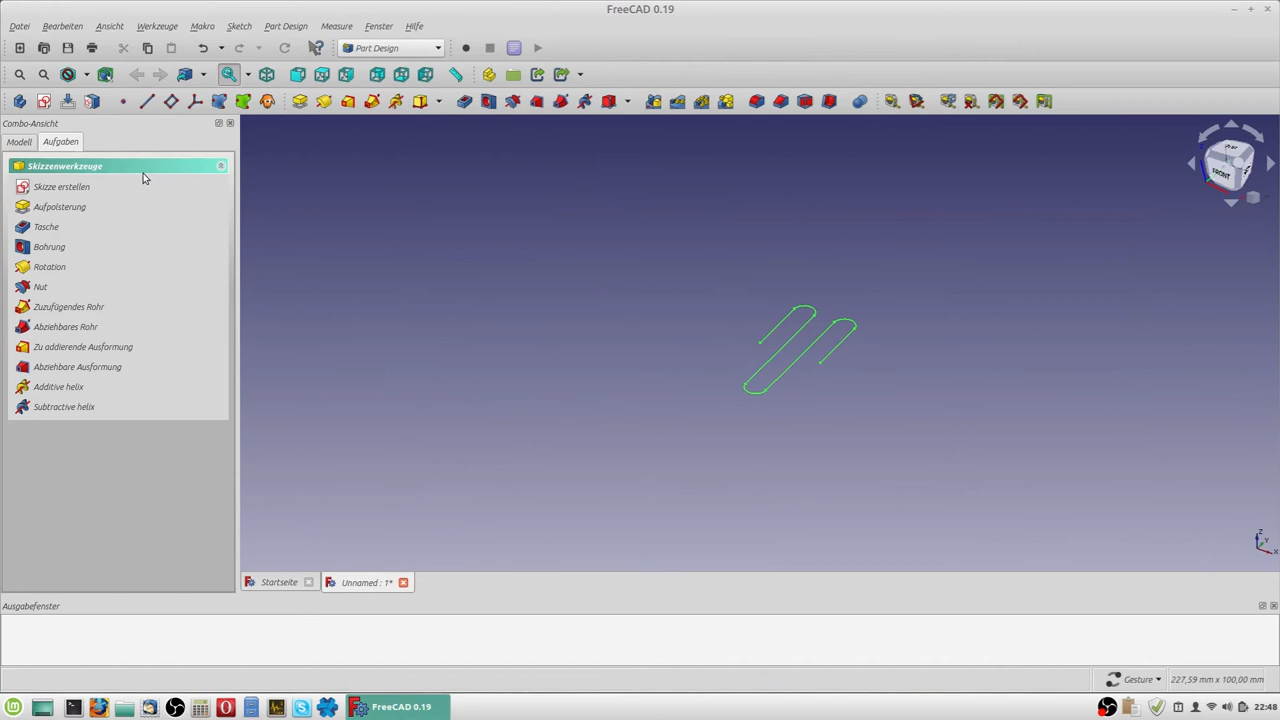 FreeCAD 0.19
Datei Bearbeiten Ansicht Werkzeuge Makro Sketch Part Design Measure Fenster Hilfe
Part Design
Combo-Ansicht
Modell Aufgaben
Skizzenwerkzeuge
Skizze erstellen
Aufpolsterung
Tasche
Bohrung
Rotation
Nut
Zuzufügendes Rohr
Abziehbares Rohr
Zu addierende Ausformung
Abziehbare Ausformung
Additive helix
Subtractive helix
FRONT
Z
Y
X
Startseite Unnamed : 1*
Ausgabefenster
Gesture 227,59 mm x 100,00 mm
FreeCAD 0.19 22:48